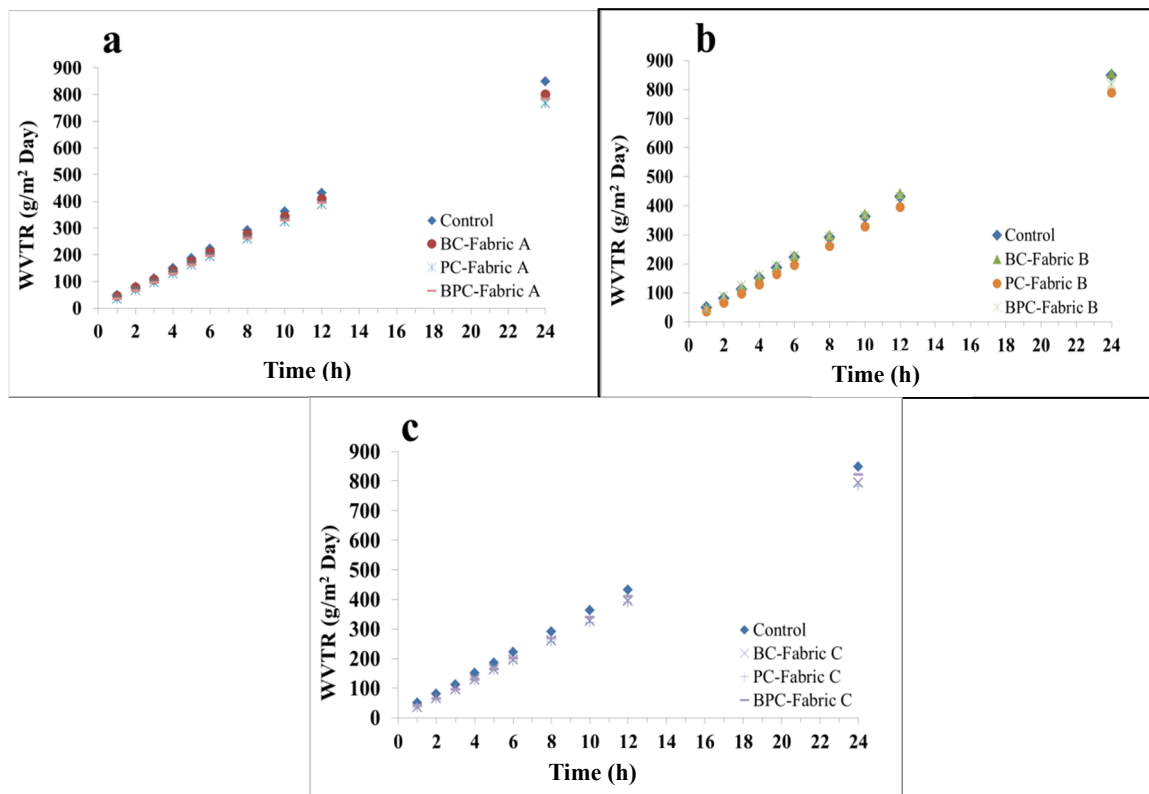 a
WVTR (g/m² Day)
900
800
700
600
500
400
300
200
100
0
0 2 4 6 8 10 12 14 16 18 20 22 24
Time (h)
Control
BC-Fabric A
PC-Fabric A
BPC-Fabric A
b
WVTR (g/m² Day)
900
800
700
600
500
400
300
200
100
0
0 2 4 6 8 10 12 14 16 18 20 22 24
Time (h)
Control
BC-Fabric B
PC-Fabric B
BPC-Fabric B
c
WVTR (g/m² Day)
900
800
700
600
500
400
300
200
100
0
0 2 4 6 8 10 12 14 16 18 20 22 24
Time (h)
Control
BC-Fabric C
PC-Fabric C
BPC-Fabric C